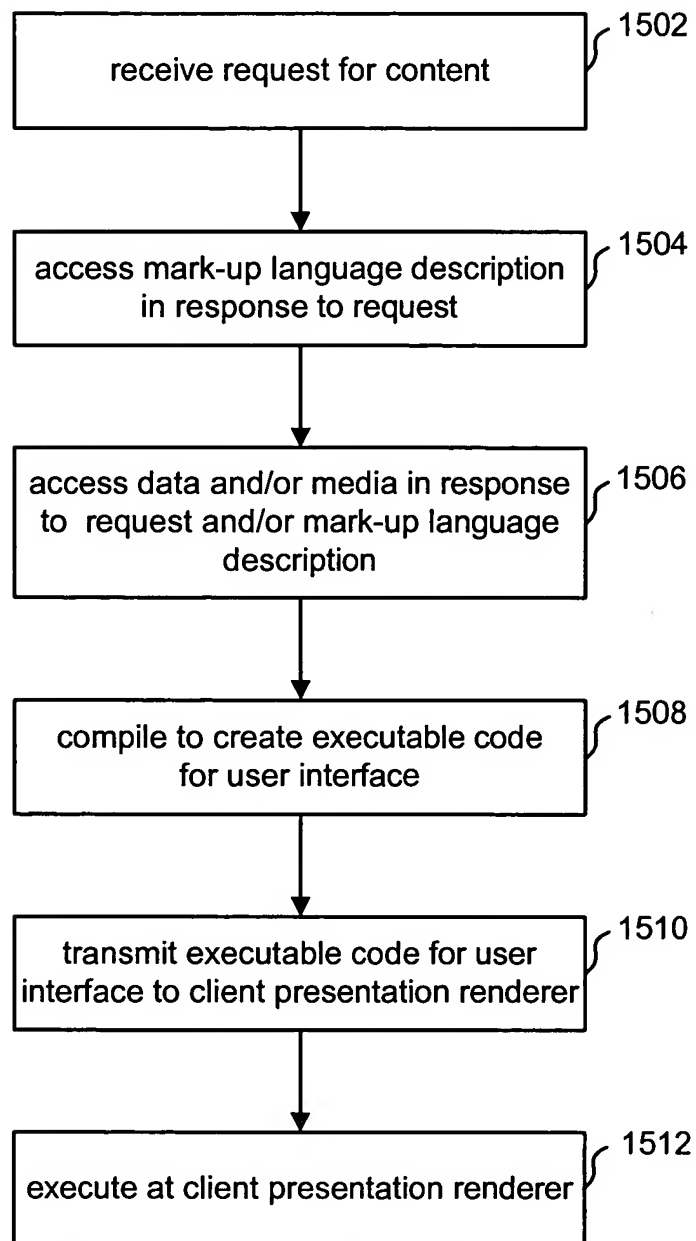 1502
receive request for content
1504
access mark-up language description
in response to request
1506
access data and/or media in response
to request and/or mark-up language
description
1508
compile to create executable code
for user interface
1510
transmit executable code for user
interface to client presentation renderer
1512
execute at client presentation renderer